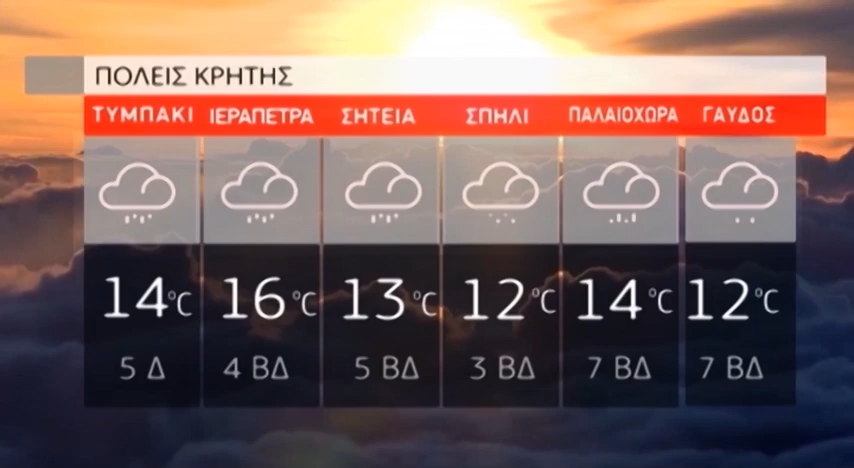 ΠΟΛΕΙΣ ΚΡΗΤΗΣ
ΤΥΜΠΑΚΙ ΙΕΡΑΠΕΤΡΑ ΣΗΤΕΙΑ ΣΠΗΛΙ ΠΑΛΑΙΟΧΩΡΑ ΓΑΥΔΟΣ
14°C 16°C 13°C 12°C 14°C 12°C
5 Δ 4 ΒΔ 5 ΒΔ 3 ΒΔ 7 ΒΔ 7 ΒΔ